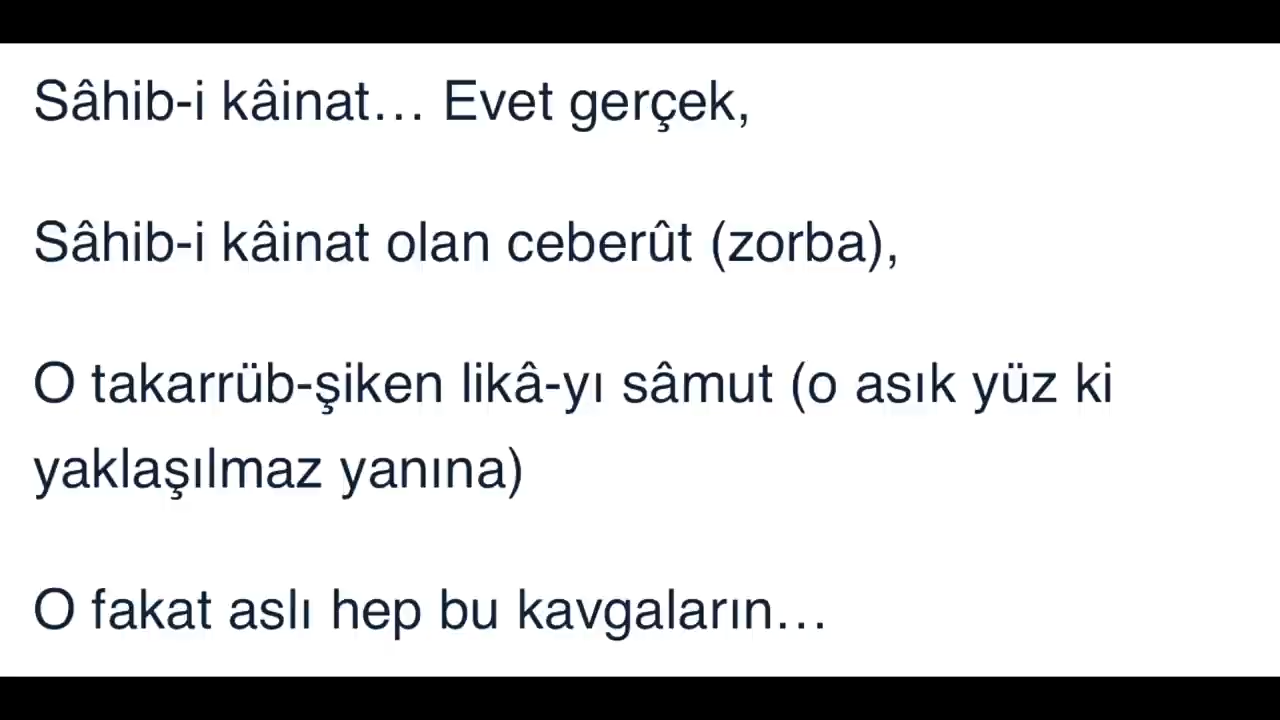 Sâhib-i kâinat… Evet gerçek,
Sâhib-i kâinat olan ceberût (zorba),
O takarrüb-şiken likâ-yı sâmut (o asık yüz ki
yaklaşılmaz yanına)
O fakat aslı hep bu kavgaların…